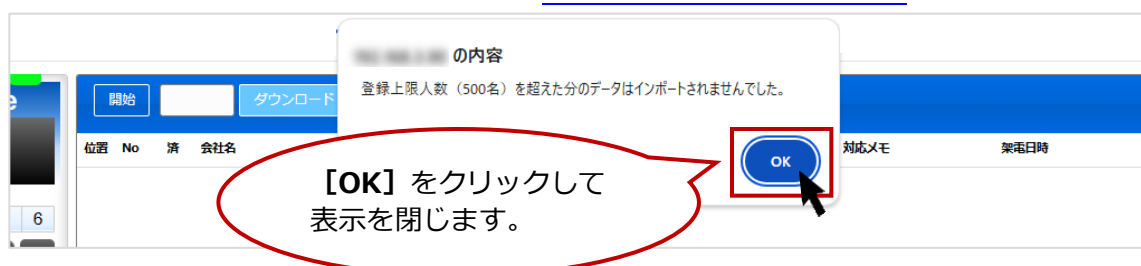 の内容
登録上限人数（500名）を超えた分のデータはインポートされませんでした。
OK
開始
ダウンロード
位置 No 済 会社名
対応メモ 架電日時
［OK］をクリックして
表示を閉じます。
6